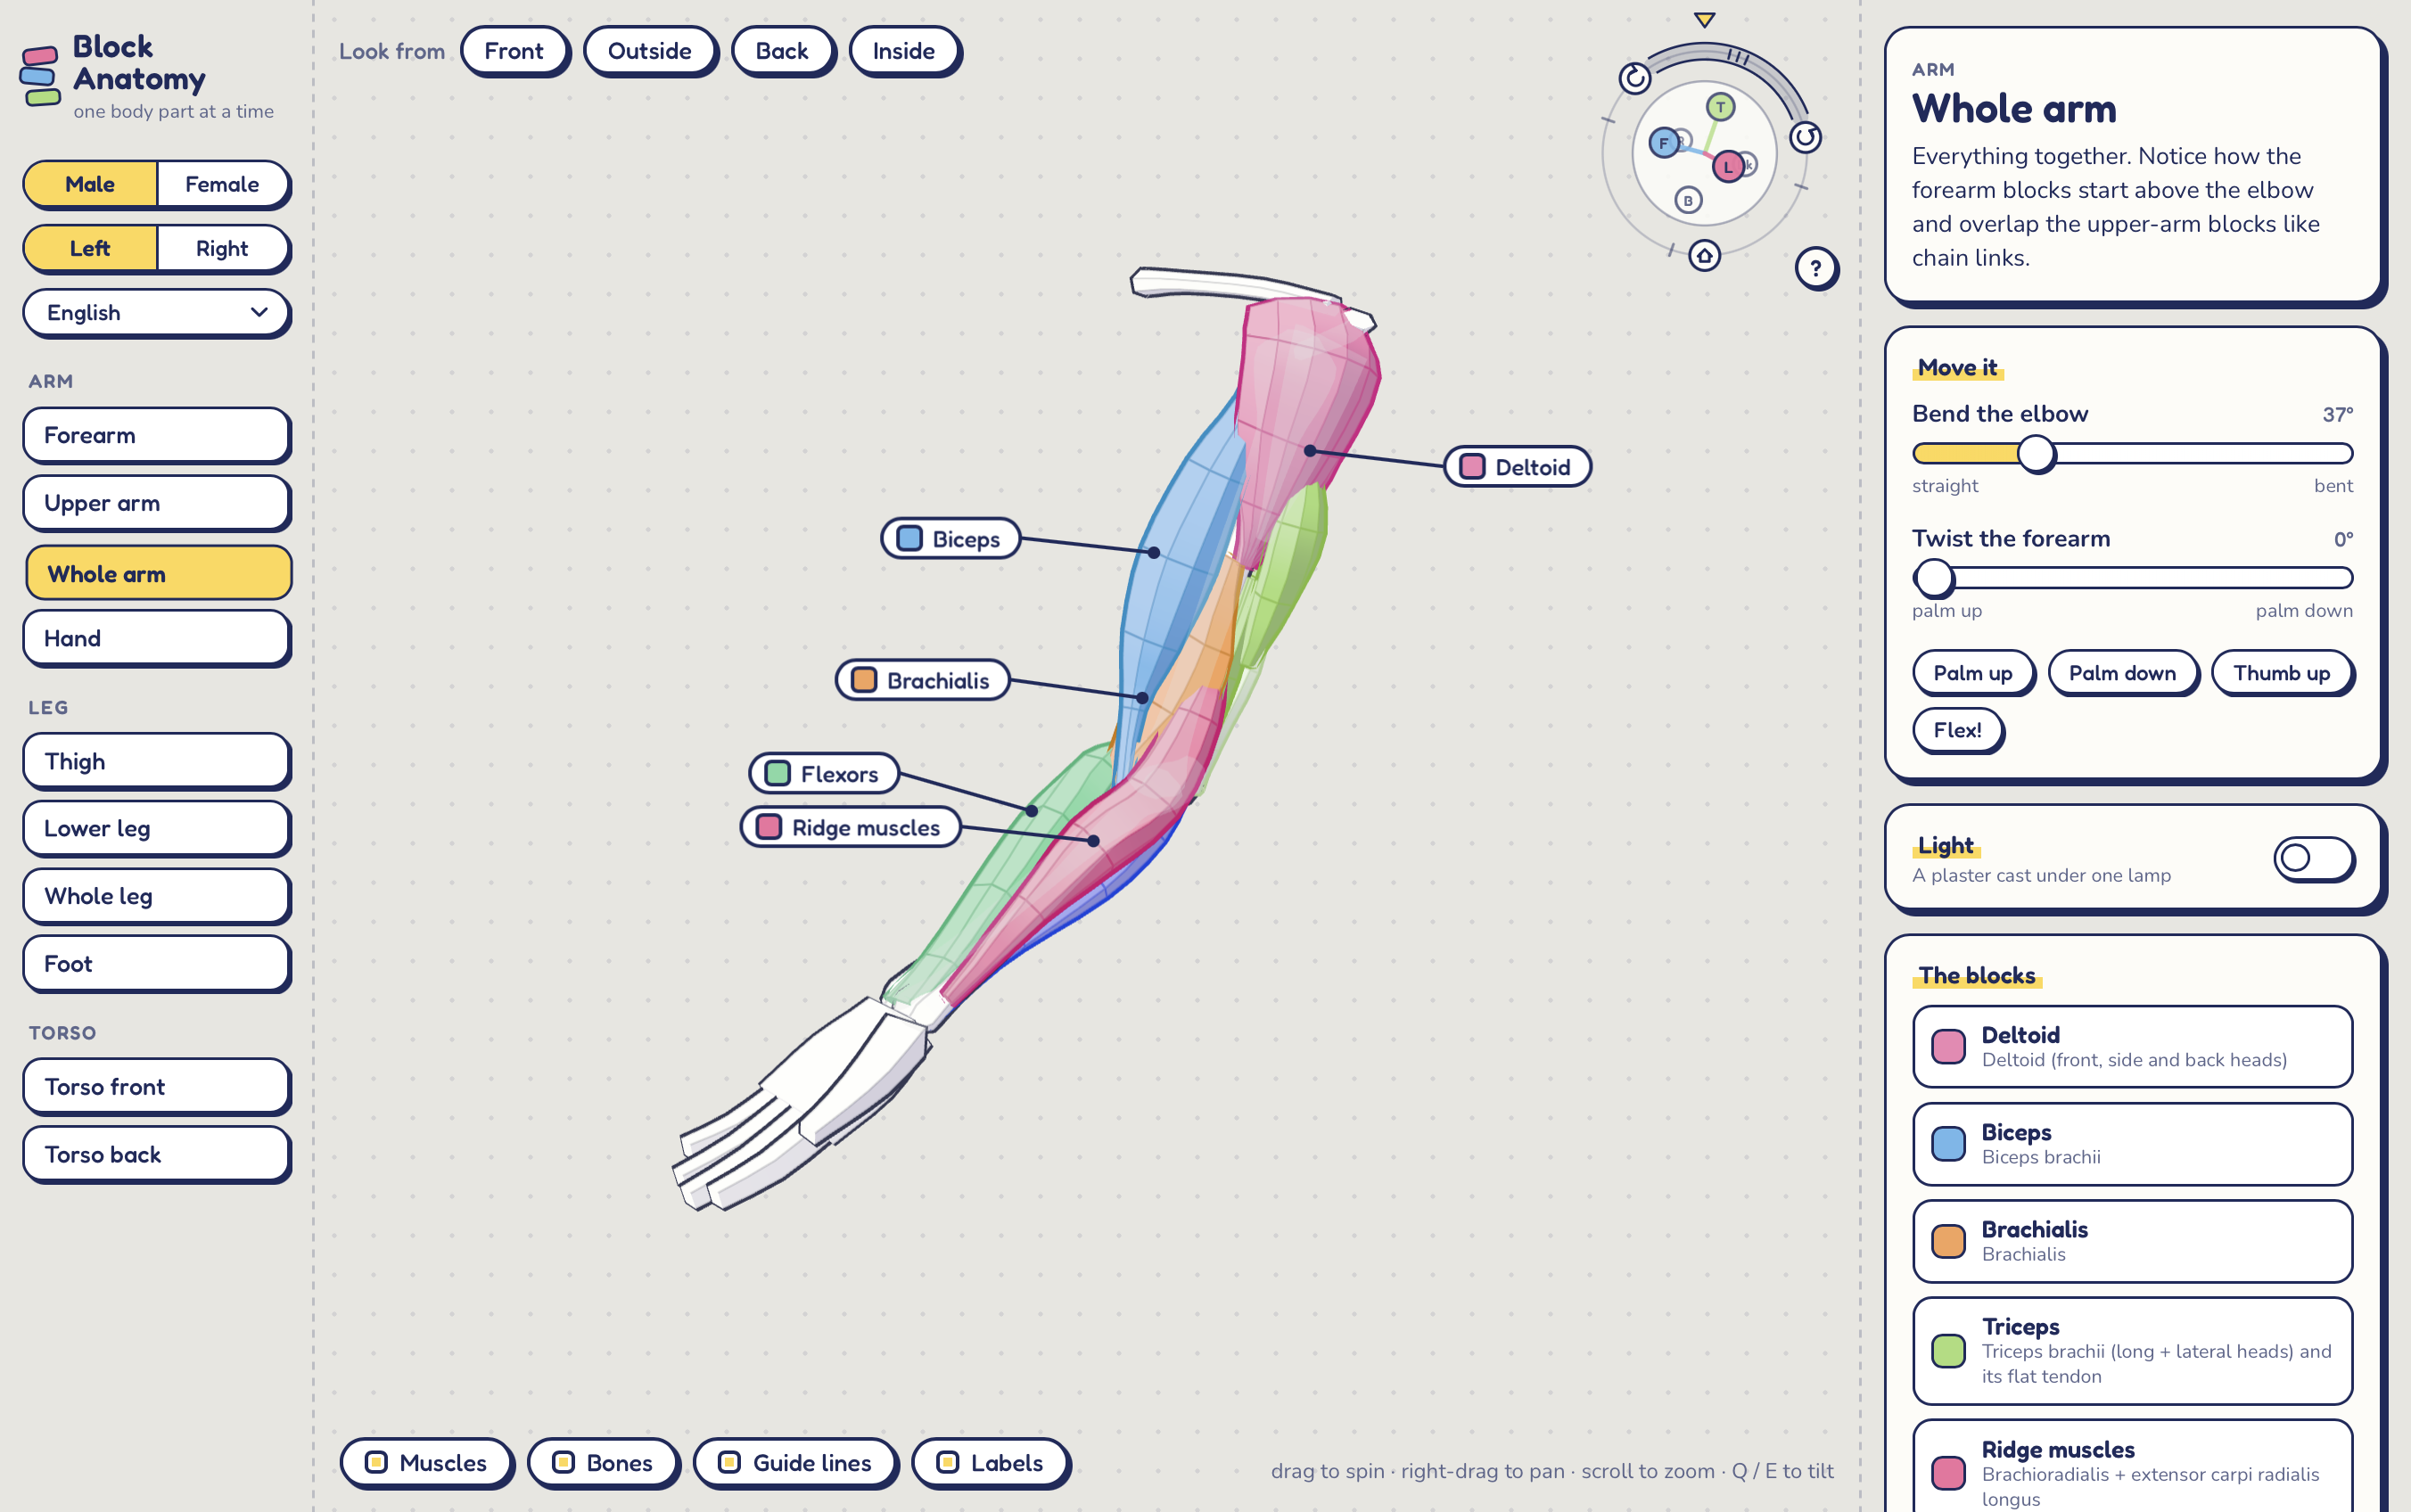 Block
Anatomy
one body part at a time
Male
Female
Left
Right
English
ARM
Forearm
Upper arm
Whole arm
Hand
LEG
Thigh
Lower leg
Whole leg
Foot
TORSO
Torso front
Torso back
Look from
Front
Outside
Back
Inside
T
F
L
B
?
Deltoid
Biceps
Brachialis
Flexors
Ridge muscles
Muscles
Bones
Guide lines
Labels
drag to spin · right-drag to pan · scroll to zoom · Q / E to tilt
ARM
Whole arm
Everything together. Notice how the
forearm blocks start above the elbow
and overlap the upper-arm blocks like
chain links.
Move it
Bend the elbow
37°
straight
bent
Twist the forearm
0°
palm up
palm down
Palm up
Palm down
Thumb up
Flex!
Light
A plaster cast under one lamp
The blocks
Deltoid
Deltoid (front, side and back heads)
Biceps
Biceps brachii
Brachialis
Brachialis
Triceps
Triceps brachii (long + lateral heads) and
its flat tendon
Ridge muscles
Brachioradialis + extensor carpi radialis
longus